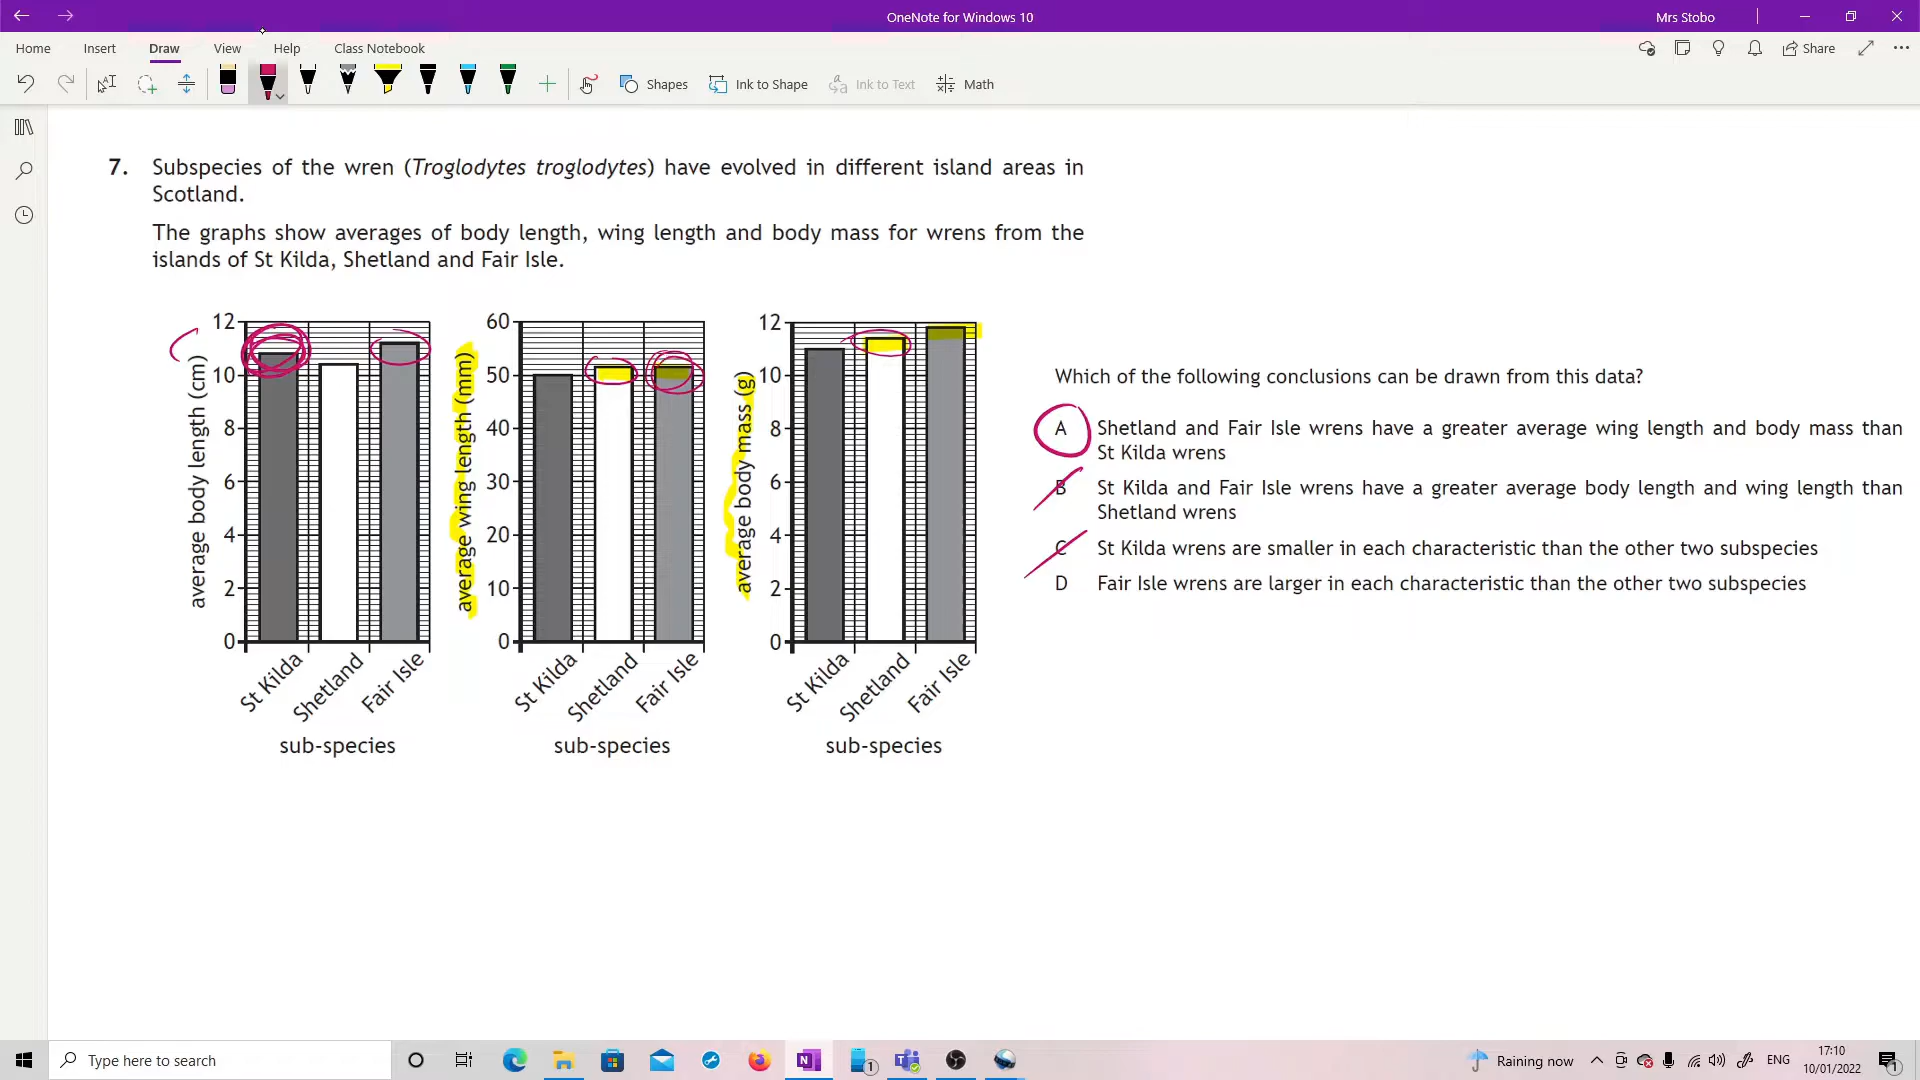 OneNote for Windows 10
Mrs Stobo
Home Insert Draw View Help Class Notebook
Share
Shapes Ink to Shape Ink to Text Math
7. Subspecies of the wren (Troglodytes troglodytes) have evolved in different island areas in
Scotland.
The graphs show averages of body length, wing length and body mass for wrens from the
islands of St Kilda, Shetland and Fair Isle.
average body length (cm)
12
10
8
6
4
2
0
St Kilda
Shetland
Fair Isle
sub-species
average wing length (mm)
60
50
40
30
20
10
0
St Kilda
Shetland
Fair Isle
sub-species
average body mass (g)
12
10
8
6
4
2
0
St Kilda
Shetland
Fair Isle
sub-species
Which of the following conclusions can be drawn from this data?
A Shetland and Fair Isle wrens have a greater average wing length and body mass than
St Kilda wrens
B St Kilda and Fair Isle wrens have a greater average body length and wing length than
Shetland wrens
C St Kilda wrens are smaller in each characteristic than the other two subspecies
D Fair Isle wrens are larger in each characteristic than the other two subspecies
Type here to search
Raining now
ENG
17:10
10/01/2022